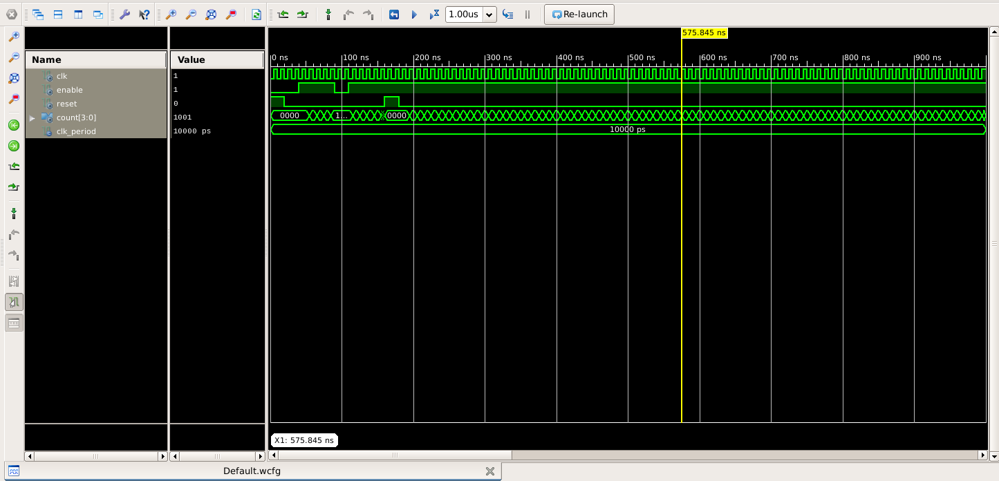 1.00us
Re-launch
575.845 ns
Name
Value
0 ns
100 ns
200 ns
300 ns
400 ns
500 ns
600 ns
700 ns
800 ns
900 ns
clk
1
enable
1
reset
0
count[3:0]
1001
0000
1...
0000
clk_period
10000 ps
10000 ps
X1: 575.845 ns
Default.wcfg